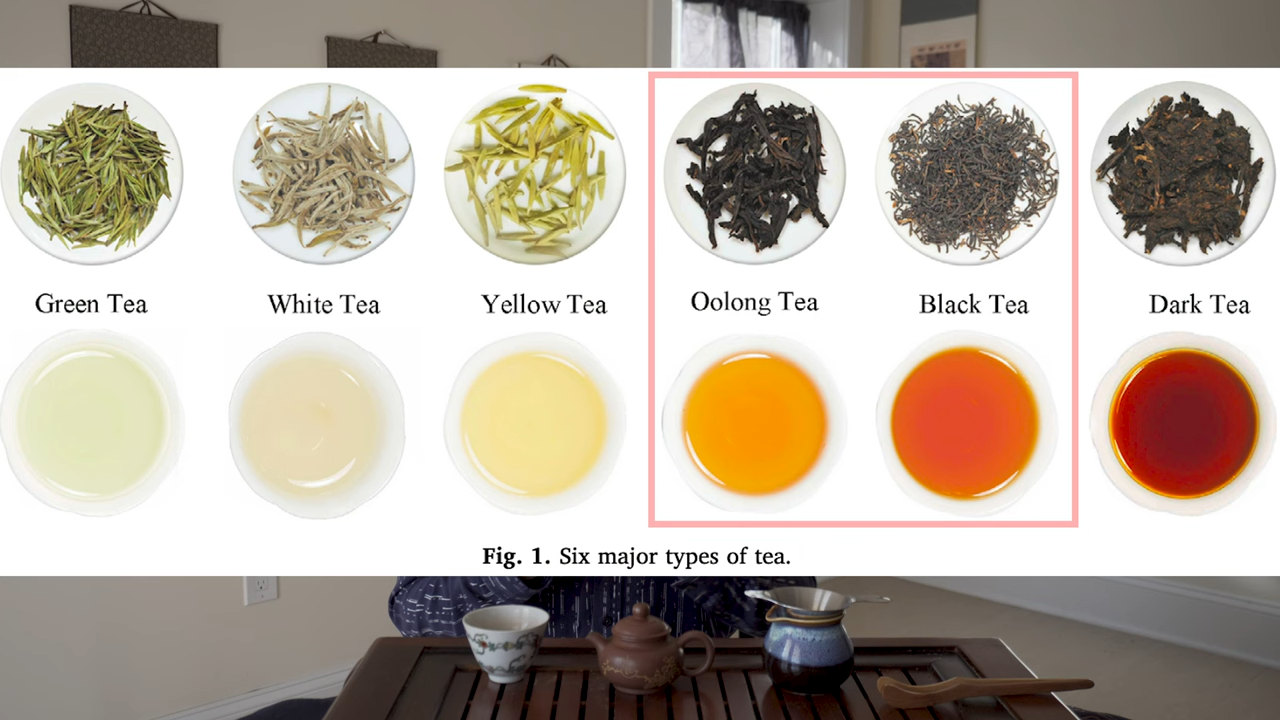 Green Tea
White Tea
Yellow Tea
Oolong Tea
Black Tea
Dark Tea
Fig. 1. Six major types of tea.